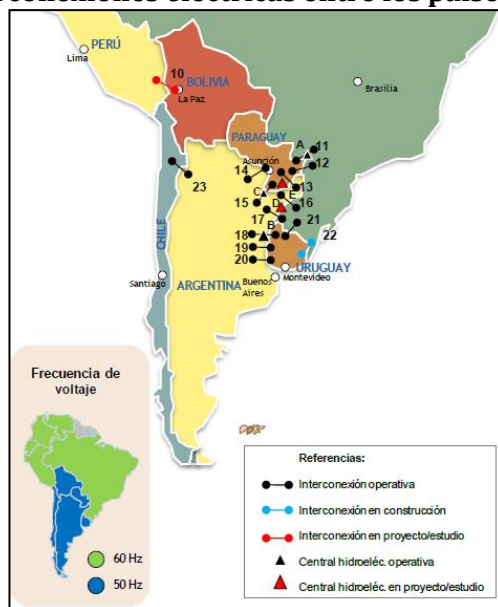 rconexiones eléctricas entre los países
PERÚ
Lima
10
BOLIVIA
La Paz
Brasilia
PARAGUAY
A
11
12
Asunción
14
13
23
C
E
15
D
16
17
21
B
18
22
19
20
CHILE
URUGUAY
Santiago
ARGENTINA
Buenos
Aires
Montevideo
Frecuencia de
voltaje
60 Hz
50 Hz
Referencias:
Interconexión operativa
Interconexión en construcción
Interconexión en proyecto/estudio
Central hidroeléc. operativa
Central hidroeléc. en proyecto/estudio